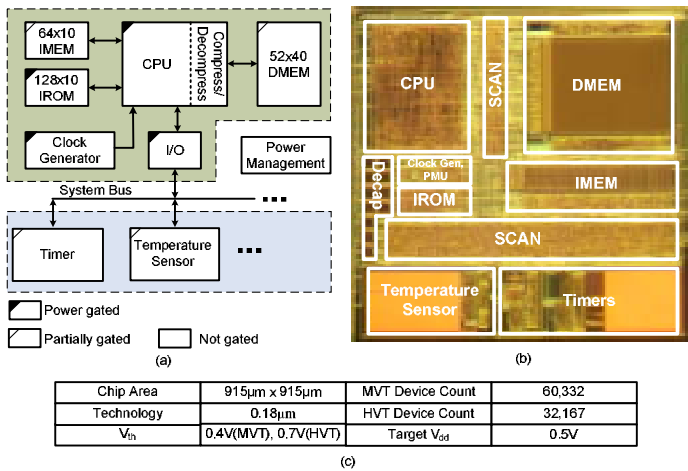 64x10
IMEM
128x10
IROM
CPU
Compress/
Decompress
52x40
DMEM
Clock
Generator
I/O
Power
Management
System Bus
Timer
Temperature
Sensor
Power gated
Partially gated
Not gated
(a)
CPU
SCAN
DMEM
Decap
Clock Gen,
PMU
IROM
IMEM
SCAN
Temperature
Sensor
Timers
(b)
Chip Area 915µm x 915µm MVT Device Count 60,332
Technology 0.18µm HVT Device Count 32,167
Vth 0.4V(MVT), 0.7V(HVT) Target Vdd 0.5V
(c)